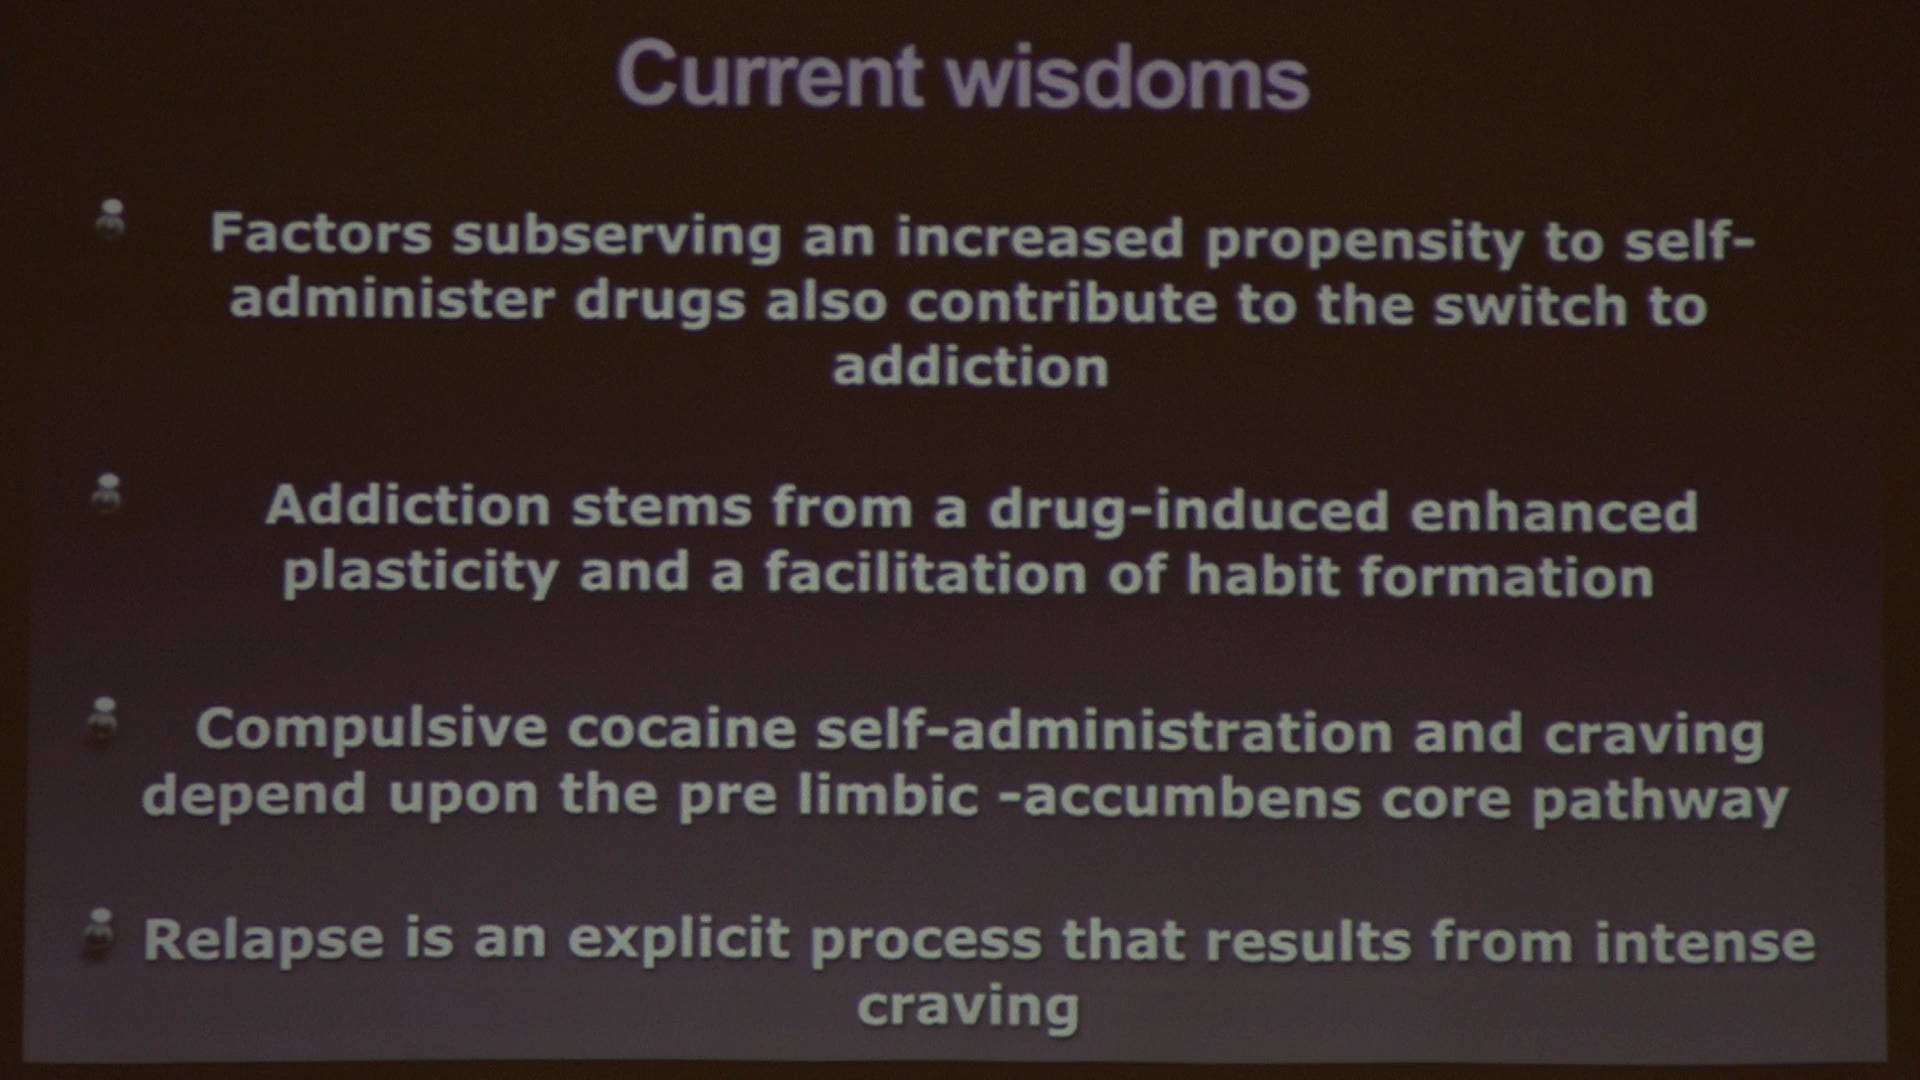 Current wisdoms
Factors subserving an increased propensity to self-
administer drugs also contribute to the switch to
addiction
Addiction stems from a drug-induced enhanced
plasticity and a facilitation of habit formation
Compulsive cocaine self-administration and craving
depend upon the pre limbic -accumbens core pathway
Relapse is an explicit process that results from intense
craving